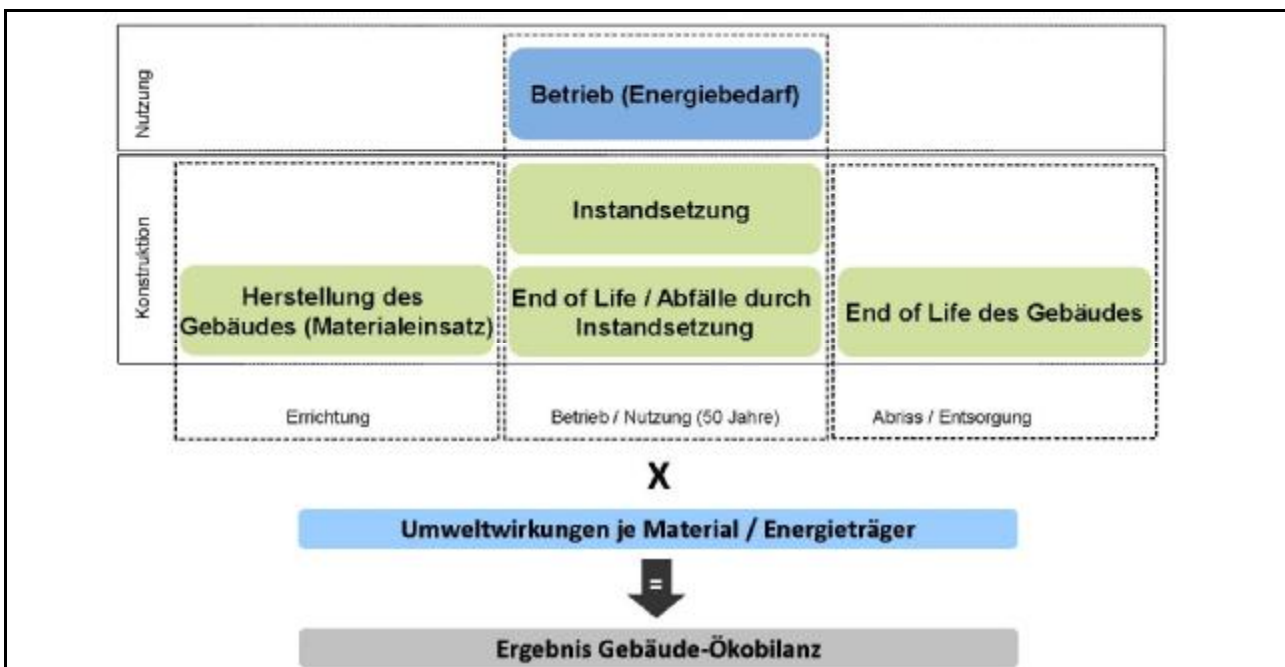 Nutzung
Betrieb (Energiebedarf)
Konstruktion
Instandsetzung
Herstellung des
Gebäudes (Materialeinsatz)
End of Life / Abfälle durch
Instandsetzung
End of Life des Gebäudes
Errichtung
Betrieb / Nutzung (50 Jahre)
Abriss / Entsorgung
X
Umweltwirkungen je Material / Energieträger
=
Ergebnis Gebäude-Ökobilanz